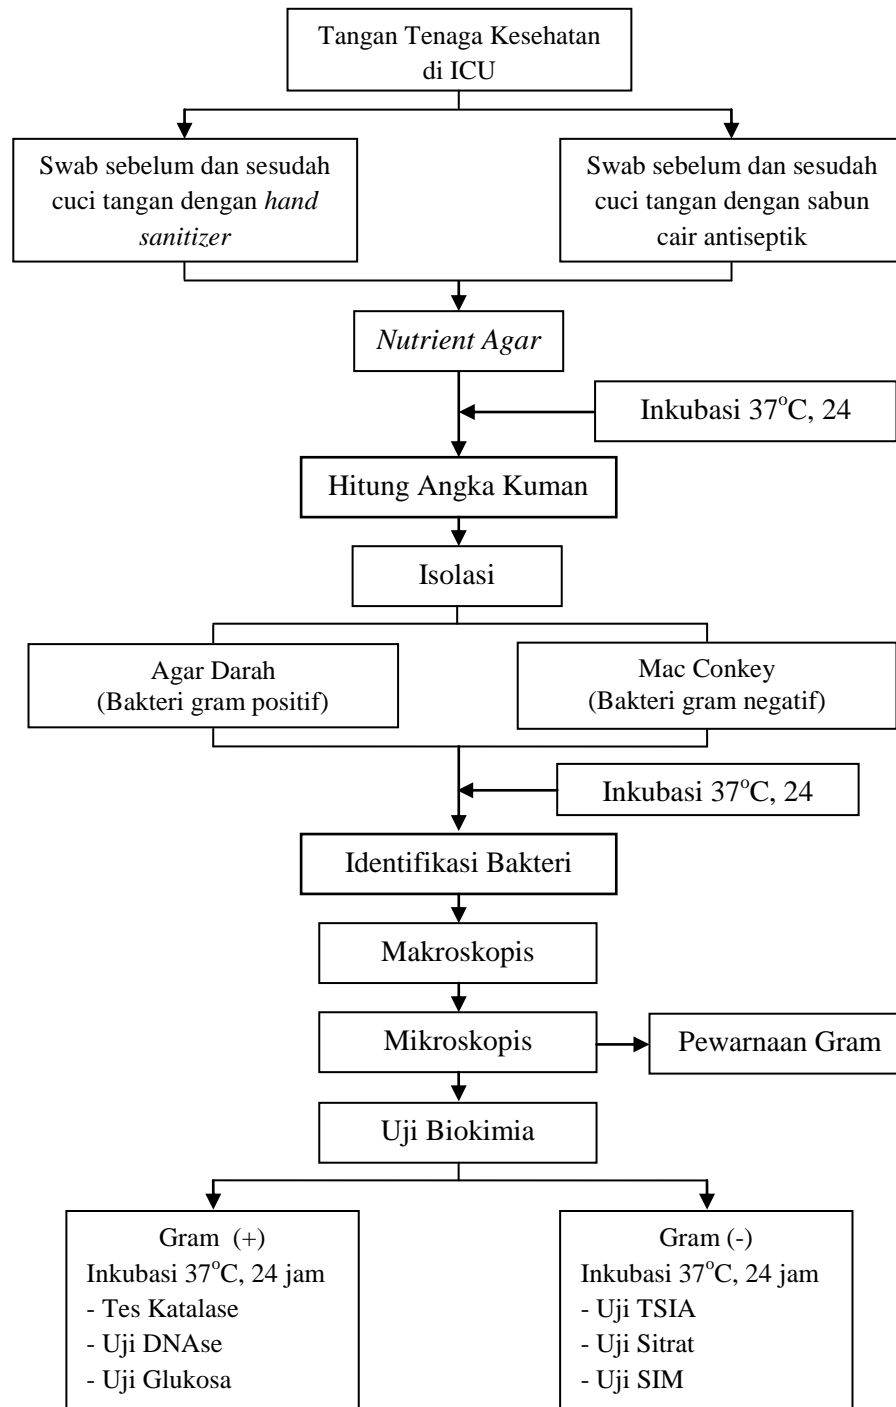 Tangan Tenaga Kesehatan
di ICU
Swab sebelum dan sesudah
cuci tangan dengan hand
sanitizer
Swab sebelum dan sesudah
cuci tangan dengan sabun
cair antiseptik
Nutrient Agar
Inkubasi 37°C, 24
Hitung Angka Kuman
Isolasi
Agar Darah
(Bakteri gram positif)
Mac Conkey
(Bakteri gram negatif)
Inkubasi 37°C, 24
Identifikasi Bakteri
Makroskopis
Mikroskopis
Pewarnaan Gram
Uji Biokimia
Gram (+)
Inkubasi 37°C, 24 jam
- Tes Katalase
- Uji DNAse
- Uji Glukosa
Gram (-)
Inkubasi 37°C, 24 jam
- Uji TSIA
- Uji Sitrat
- Uji SIM